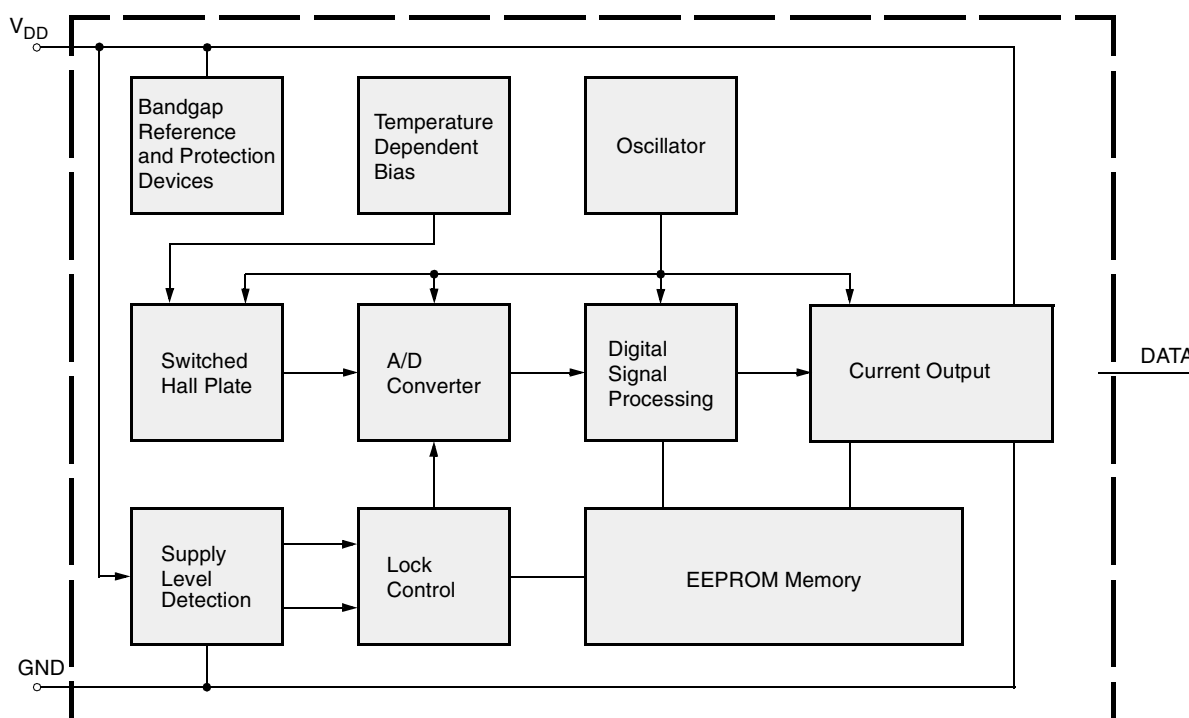 VDD
Bandgap
Reference
and Protection
Devices
Temperature
Dependent
Bias
Oscillator
Switched
Hall Plate
A/D
Converter
Digital
Signal
Processing
Current Output
DATA
Supply
Level
Detection
Lock
Control
EEPROM Memory
GND